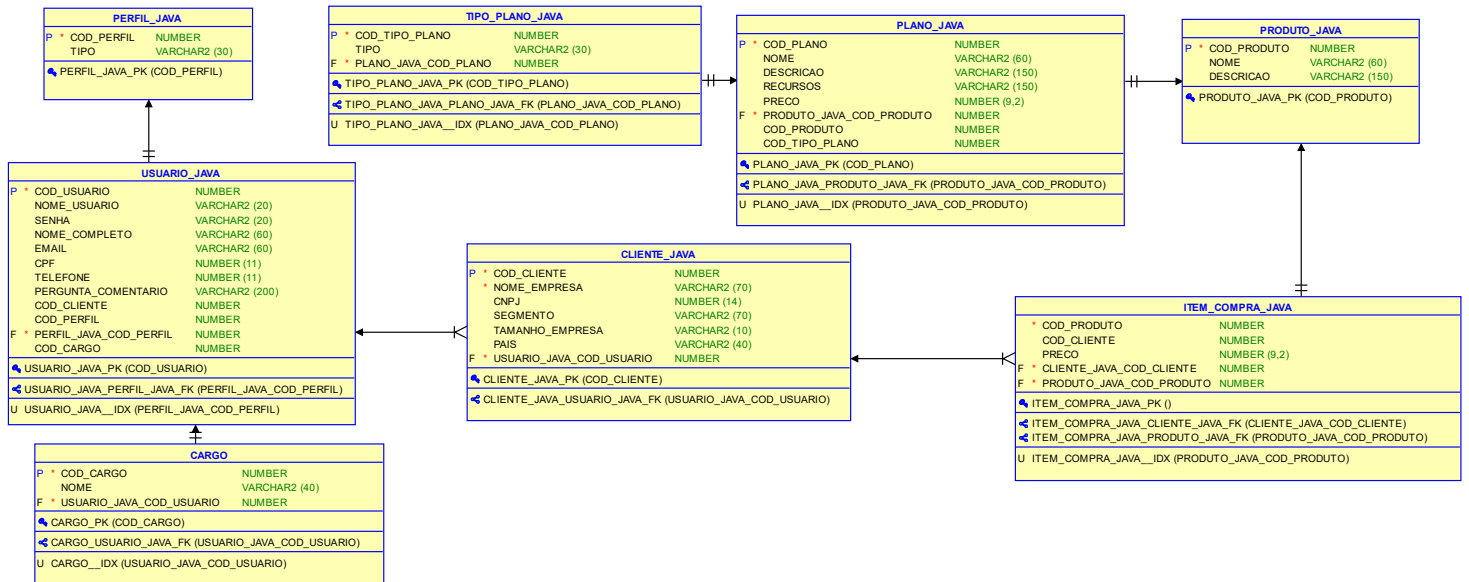 PERFIL_JAVA
P * COD_PERFIL NUMBER
TIPO VARCHAR2 (30)
PERFIL_JAVA_PK (COD_PERFIL)
TIPO_PLANO_JAVA
P * COD_TIPO_PLANO NUMBER
TIPO VARCHAR2 (30)
F * PLANO_JAVA_COD_PLANO NUMBER
TIPO_PLANO_JAVA_PK (COD_TIPO_PLANO)
TIPO_PLANO_JAVA_PLANO_JAVA_FK (PLANO_JAVA_COD_PLANO)
U TIPO_PLANO_JAVA__IDX (PLANO_JAVA_COD_PLANO)
PLANO_JAVA
P * COD_PLANO NUMBER
NOME VARCHAR2 (60)
DESCRICAO VARCHAR2 (150)
RECURSOS VARCHAR2 (150)
PRECO NUMBER (9,2)
F * PRODUTO_JAVA_COD_PRODUTO NUMBER
COD_PRODUTO NUMBER
COD_TIPO_PLANO NUMBER
PLANO_JAVA_PK (COD_PLANO)
PLANO_JAVA_PRODUTO_JAVA_FK (PRODUTO_JAVA_COD_PRODUTO)
U PLANO_JAVA__IDX (PRODUTO_JAVA_COD_PRODUTO)
PRODUTO_JAVA
P * COD_PRODUTO NUMBER
NOME VARCHAR2 (60)
DESCRICAO VARCHAR2 (150)
PRODUTO_JAVA_PK (COD_PRODUTO)
USUARIO_JAVA
P * COD_USUARIO NUMBER
NOME_USUARIO VARCHAR2 (20)
SENHA VARCHAR2 (20)
NOME_COMPLETO VARCHAR2 (60)
EMAIL VARCHAR2 (60)
CPF NUMBER (11)
TELEFONE NUMBER (11)
PERGUNTA_COMENTARIO VARCHAR2 (200)
COD_CLIENTE NUMBER
COD_PERFIL NUMBER
F * PERFIL_JAVA_COD_PERFIL NUMBER
COD_CARGO NUMBER
USUARIO_JAVA_PK (COD_USUARIO)
USUARIO_JAVA_PERFIL_JAVA_FK (PERFIL_JAVA_COD_PERFIL)
U USUARIO_JAVA__IDX (PERFIL_JAVA_COD_PERFIL)
CLIENTE_JAVA
P * COD_CLIENTE NUMBER
* NOME_EMPRESA VARCHAR2 (70)
CNPJ NUMBER (14)
SEGMENTO VARCHAR2 (70)
TAMANHO_EMPRESA VARCHAR2 (10)
PAIS VARCHAR2 (40)
F * USUARIO_JAVA_COD_USUARIO NUMBER
CLIENTE_JAVA_PK (COD_CLIENTE)
CLIENTE_JAVA_USUARIO_JAVA_FK (USUARIO_JAVA_COD_USUARIO)
ITEM_COMPRA_JAVA
* COD_PRODUTO NUMBER
COD_CLIENTE NUMBER
PRECO NUMBER (9,2)
F * CLIENTE_JAVA_COD_CLIENTE NUMBER
F * PRODUTO_JAVA_COD_PRODUTO NUMBER
ITEM_COMPRA_JAVA_PK ()
ITEM_COMPRA_JAVA_CLIENTE_JAVA_FK (CLIENTE_JAVA_COD_CLIENTE)
ITEM_COMPRA_JAVA_PRODUTO_JAVA_FK (PRODUTO_JAVA_COD_PRODUTO)
U ITEM_COMPRA_JAVA__IDX (PRODUTO_JAVA_COD_PRODUTO)
CARGO
P * COD_CARGO NUMBER
NOME VARCHAR2 (40)
F * USUARIO_JAVA_COD_USUARIO NUMBER
CARGO_PK (COD_CARGO)
CARGO_USUARIO_JAVA_FK (USUARIO_JAVA_COD_USUARIO)
U CARGO__IDX (USUARIO_JAVA_COD_USUARIO)